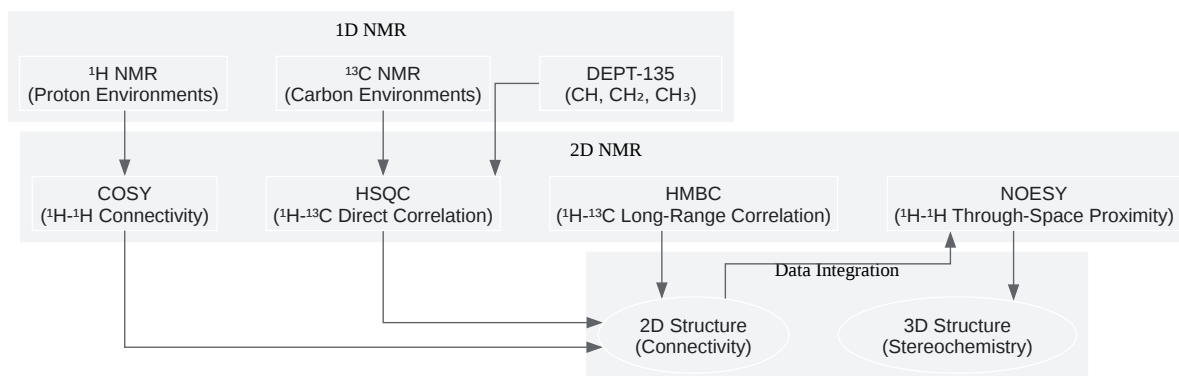 1D NMR
¹H NMR
(Proton Environments)
¹³C NMR
(Carbon Environments)
DEPT-135
(CH, CH₂, CH₃)
2D NMR
COSY
(¹H-¹H Connectivity)
HSQC
(¹H-¹³C Direct Correlation)
HMBC
(¹H-¹³C Long-Range Correlation)
NOESY
(¹H-¹H Through-Space Proximity)
Data Integration
2D Structure
(Connectivity)
3D Structure
(Stereochemistry)